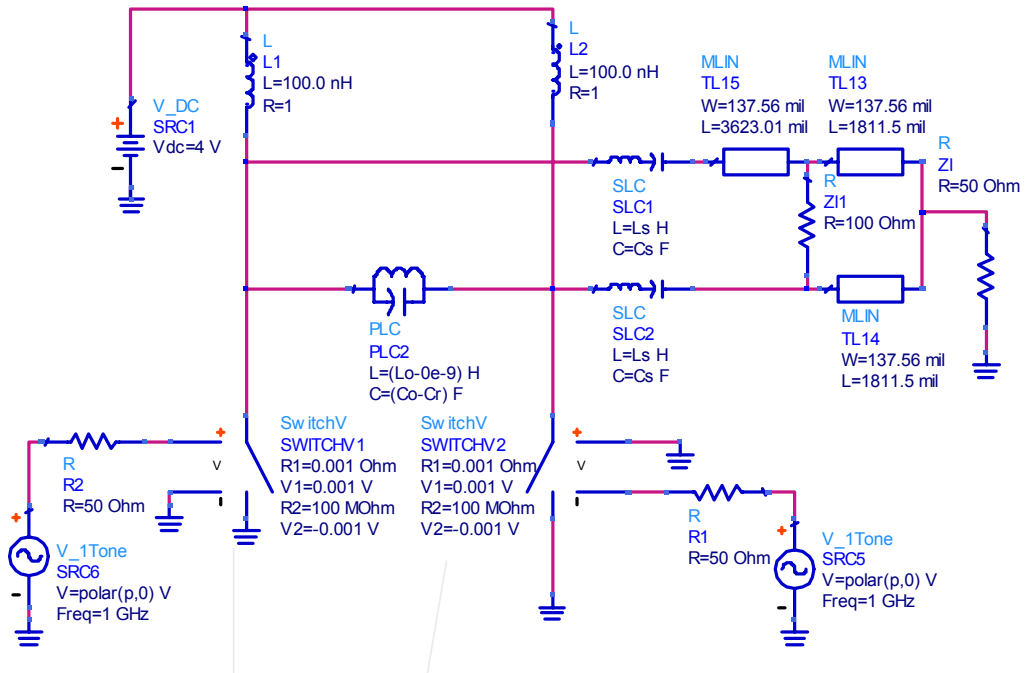 L
L1
L=100.0 nH
R=1
L
L2
L=100.0 nH
R=1
V_DC
SRC1
Vdc=4 V
MLIN
TL15
W=137.56 mil
L=3623.01 mil
MLIN
TL13
W=137.56 mil
L=1811.5 mil
R
ZI
R=50 Ohm
R
ZI1
R=100 Ohm
SLC
SLC1
L=Ls H
C=Cs F
PLC
PLC2
L=(Lo-0e-9) H
C=(Co-Cr) F
SLC
SLC2
L=Ls H
C=Cs F
MLIN
TL14
W=137.56 mil
L=1811.5 mil
SwitchV
SWITCHV1
R1=0.001 Ohm
V1=0.001 V
R2=100 MOhm
V2=-0.001 V
SwitchV
SWITCHV2
R1=0.001 Ohm
V1=0.001 V
R2=100 MOhm
V2=-0.001 V
V
V
R
R2
R=50 Ohm
R
R1
R=50 Ohm
V_1Tone
SRC6
V=polar(p,0) V
Freq=1 GHz
V_1Tone
SRC5
V=polar(p,0) V
Freq=1 GHz